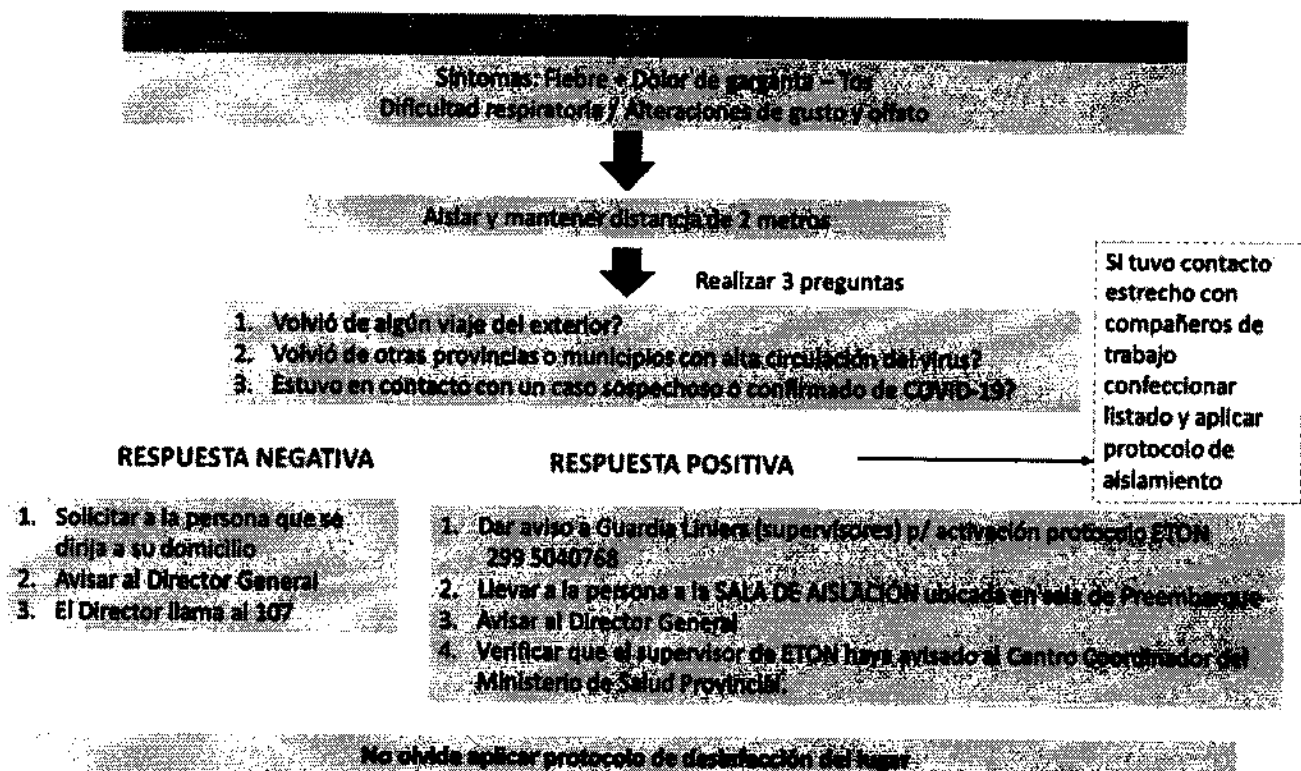 Síntomas: Fiebre + Dolor de garganta – Tos
Dificultad respiratoria / Alteraciones de gusto y olfato
Aislar y mantener distancia de 2 metros
Realizar 3 preguntas
1. Volvió de algún viaje del exterior?
2. Volvió de otras provincias o municipios con alta circulación del virus?
3. Estuvo en contacto con un caso sospechoso o confirmado de COVID-19?
Si tuvo contacto
estrecho con
compañeros de
trabajo
confeccionar
listado y aplicar
protocolo de
aislamiento
RESPUESTA NEGATIVA
1. Solicitar a la persona que se
dirija a su domicilio
2. Avisar al Director General
3. El Director llama al 107
RESPUESTA POSITIVA
1. Dar aviso a Guardia Liniers (supervisores) p/ activación protocolo ETON
299 5040768
2. Llevar a la persona a la SALA DE AISLACIÓN ubicada en sala de Preembarque
3. Avisar al Director General
4. Verificar que el supervisor de ETON haya avisado al Centro Coordinador del
Ministerio de Salud Provincial.
No olvide aplicar protocolo de desinfección del lugar